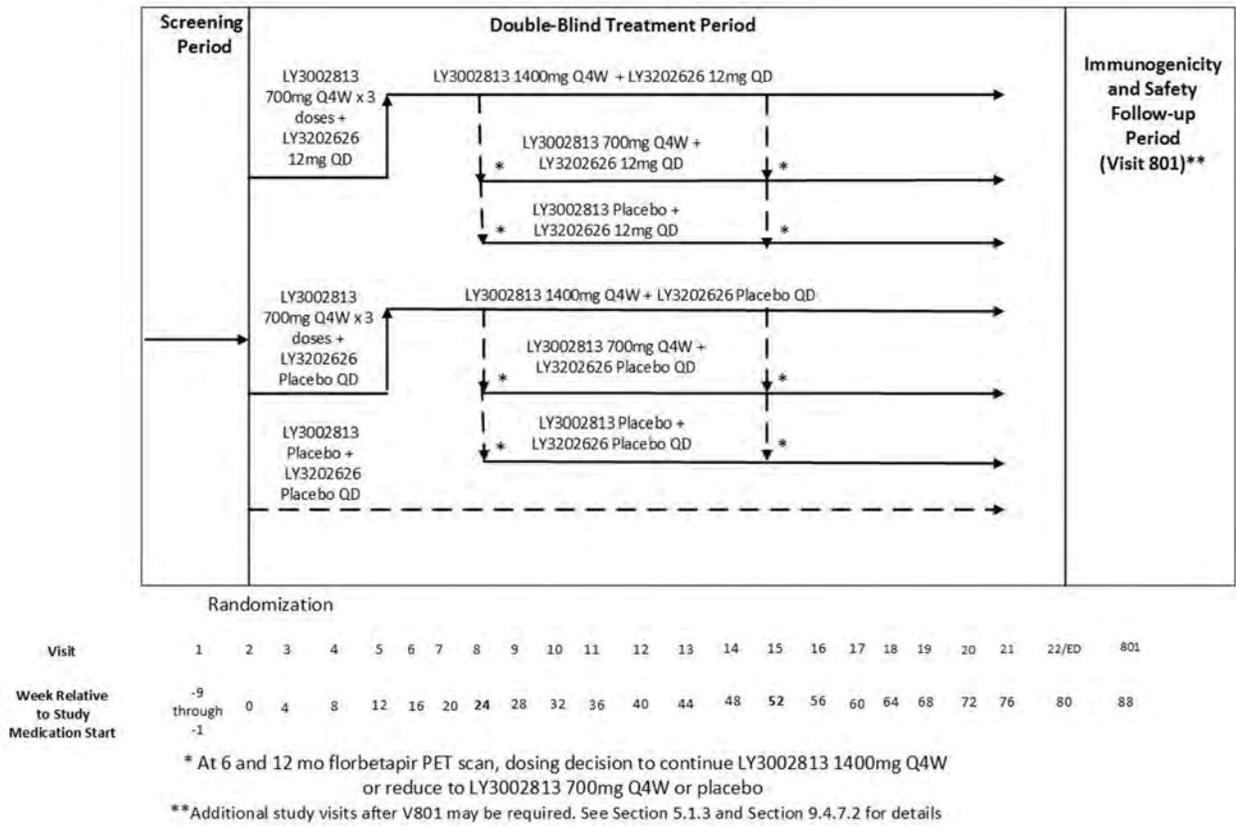 Screening
Period
Double-Blind Treatment Period
Immunogenicity
and Safety
Follow-up
Period
(Visit 801)**
LY3002813
700mg Q4W x 3
doses +
LY3202626
12mg QD
LY3002813 1400mg Q4W + LY3202626 12mg QD
LY3002813 700mg Q4W +
LY3202626 12mg QD
*
*
LY3002813 Placebo +
LY3202626 12mg QD
*
*
LY3002813
700mg Q4W x 3
doses +
LY3202626
Placebo QD
LY3002813 1400mg Q4W + LY3202626 Placebo QD
LY3002813 700mg Q4W +
LY3202626 Placebo QD
*
*
LY3002813 Placebo +
LY3202626 Placebo QD
*
*
LY3002813
Placebo +
LY3202626
Placebo QD
Randomization
Visit 1 2 3 4 5 6 7 8 9 10 11 12 13 14 15 16 17 18 19 20 21 22/ED 801
Week Relative
to Study
Medication Start
-9
through
-1
0 4 8 12 16 20 24 28 32 36 40 44 48 52 56 60 64 68 72 76 80 88
* At 6 and 12 mo florbetapir PET scan, dosing decision to continue LY3002813 1400mg Q4W
or reduce to LY3002813 700mg Q4W or placebo
**Additional study visits after V801 may be required. See Section 5.1.3 and Section 9.4.7.2 for details